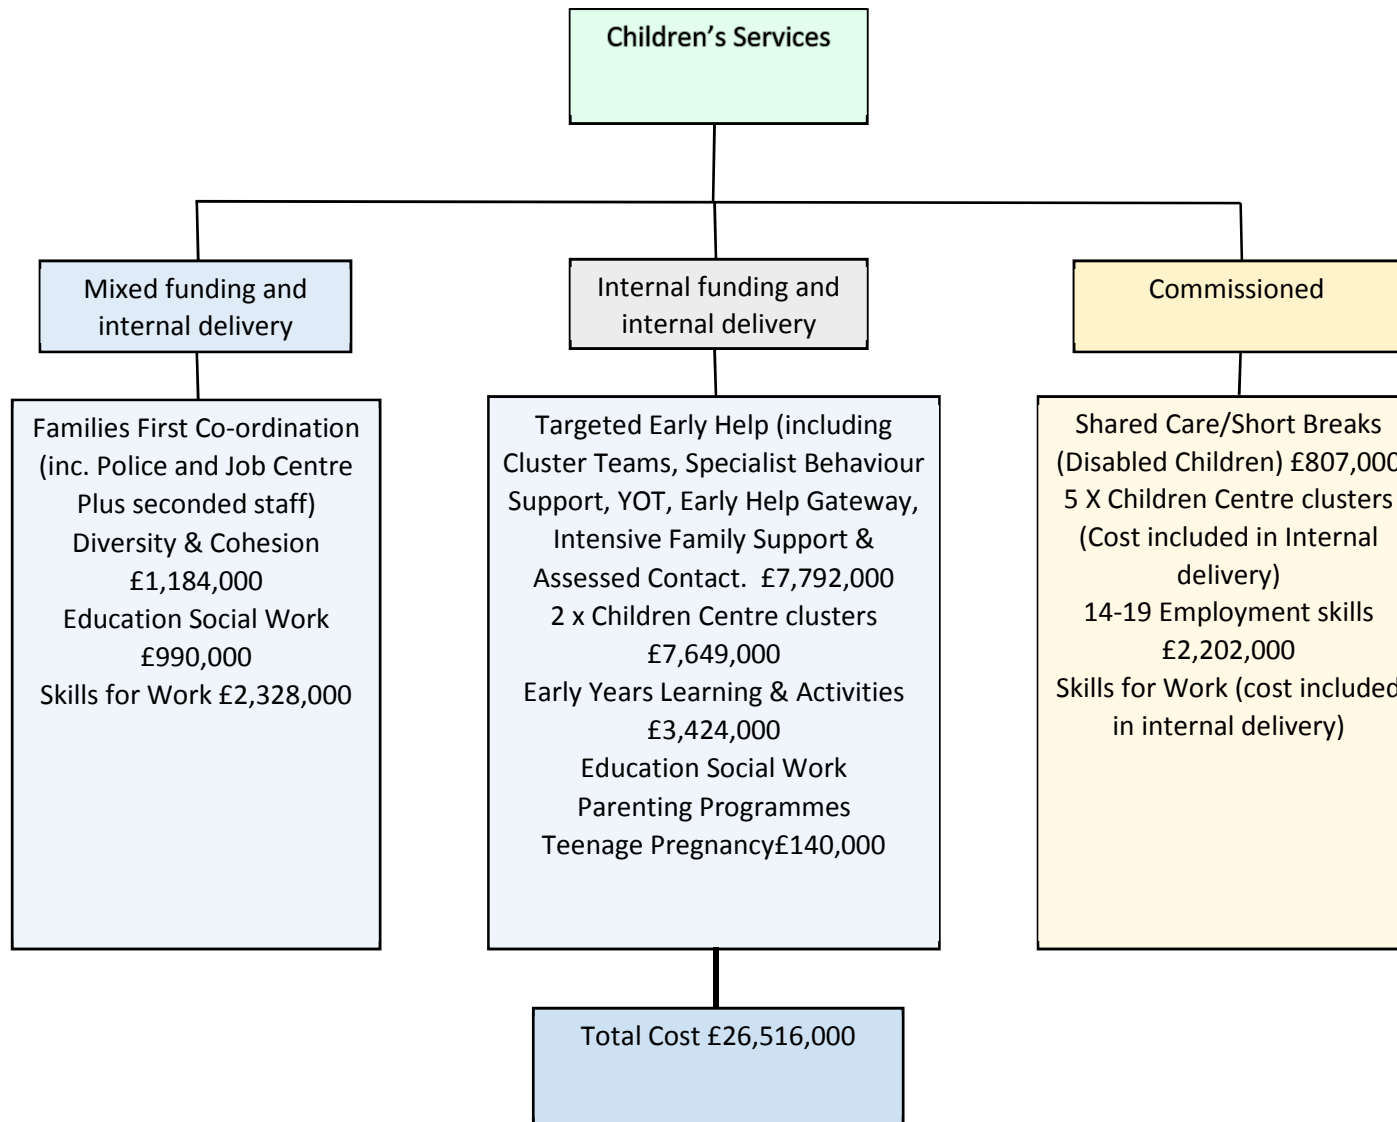 Children’s Services
Mixed funding and
internal delivery
Internal funding and
internal delivery
Commissioned
Families First Co-ordination
(inc. Police and Job Centre
Plus seconded staff)
Diversity & Cohesion
£1,184,000
Education Social Work
£990,000
Skills for Work £2,328,000
Targeted Early Help (including
Cluster Teams, Specialist Behaviour
Support, YOT, Early Help Gateway,
Intensive Family Support &
Assessed Contact.  £7,792,000
2 x Children Centre clusters
£7,649,000
Early Years Learning & Activities
£3,424,000
Education Social Work
Parenting Programmes
Teenage Pregnancy£140,000
Shared Care/Short Breaks
(Disabled Children) £807,000
5 X Children Centre clusters
(Cost included in Internal
delivery)
14-19 Employment skills
£2,202,000
Skills for Work (cost included
in internal delivery)
Total Cost £26,516,000